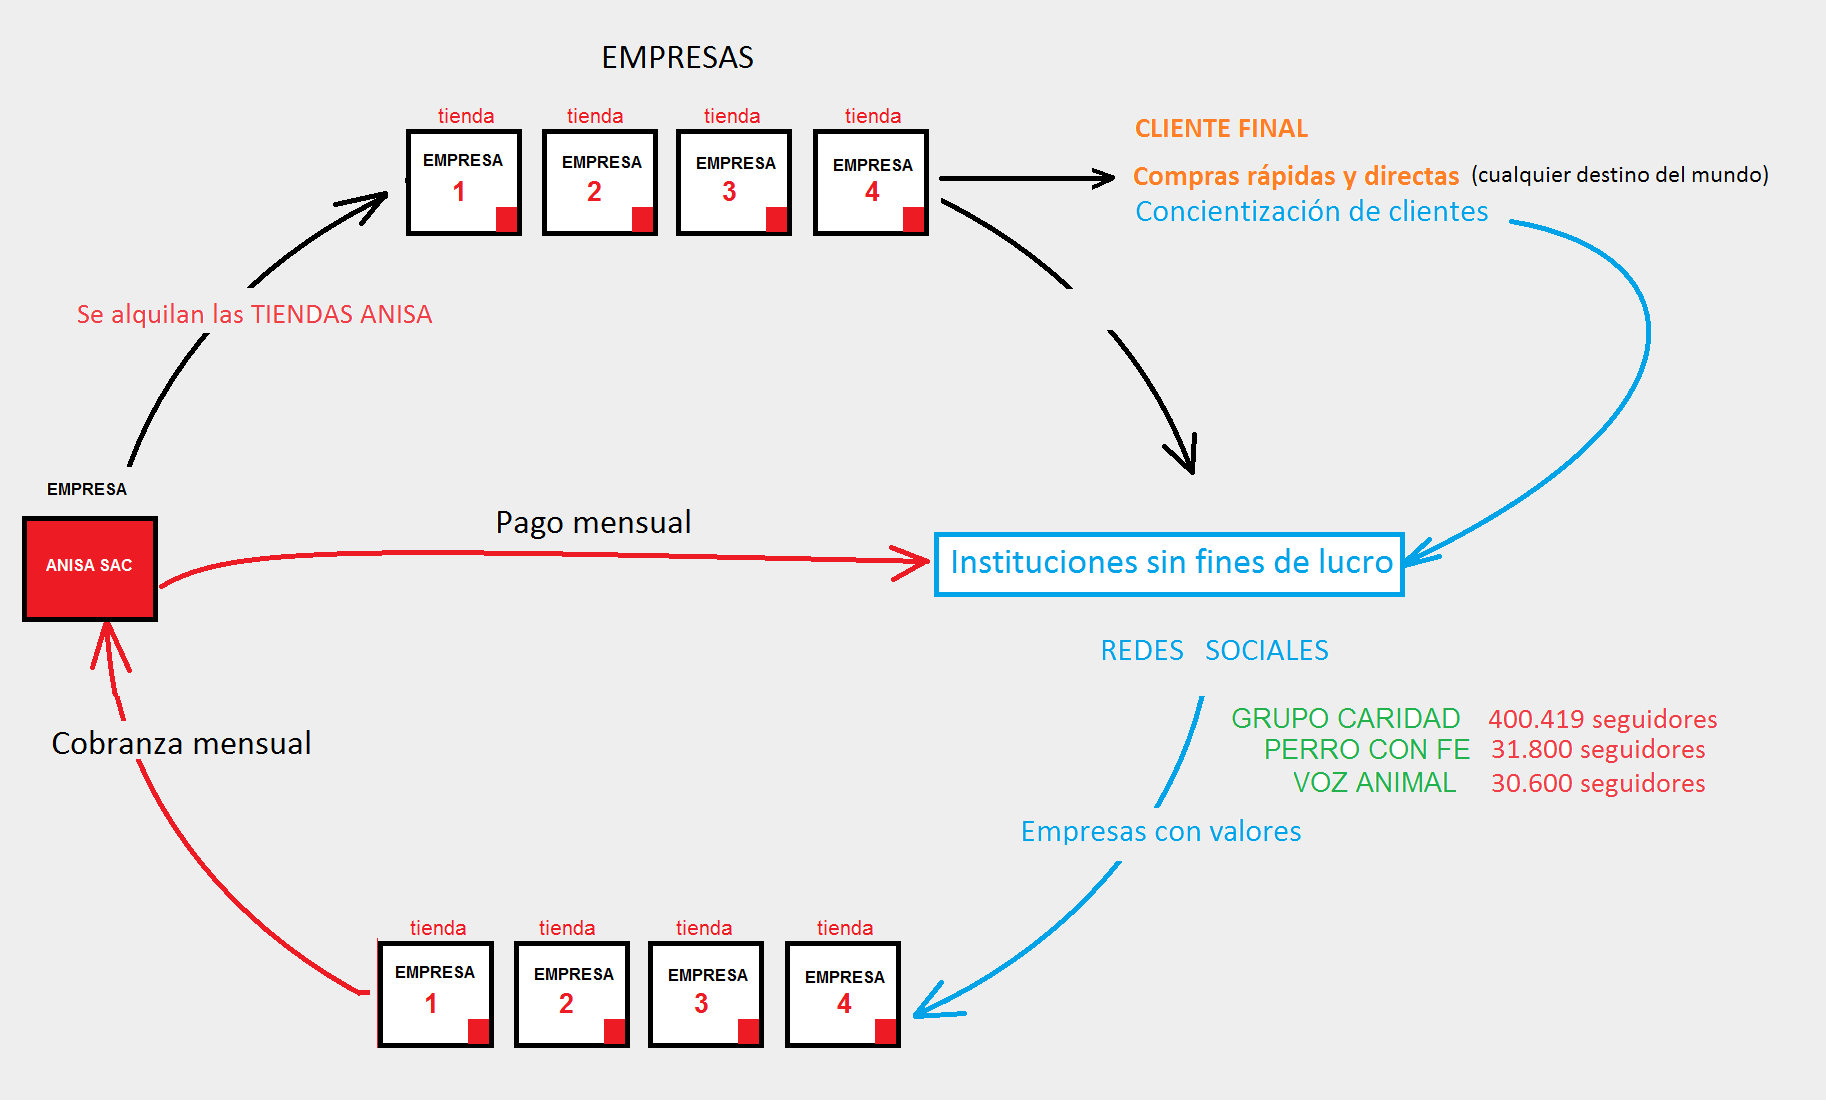 EMPRESAS
tienda tienda tienda tienda
EMPRESA EMPRESA EMPRESA EMPRESA
1 2 3 4
CLIENTE FINAL
Compras rápidas y directas (cualquier destino del mundo)
Concientización de clientes
Se alquilan las TIENDAS ANISA
EMPRESA
ANISA SAC
Pago mensual
Instituciones sin fines de lucro
REDES SOCIALES
GRUPO CARIDAD 400.419 seguidores
PERRO CON FE 31.800 seguidores
VOZ ANIMAL 30.600 seguidores
Cobranza mensual
Empresas con valores
tienda tienda tienda tienda
EMPRESA EMPRESA EMPRESA EMPRESA
1 2 3 4